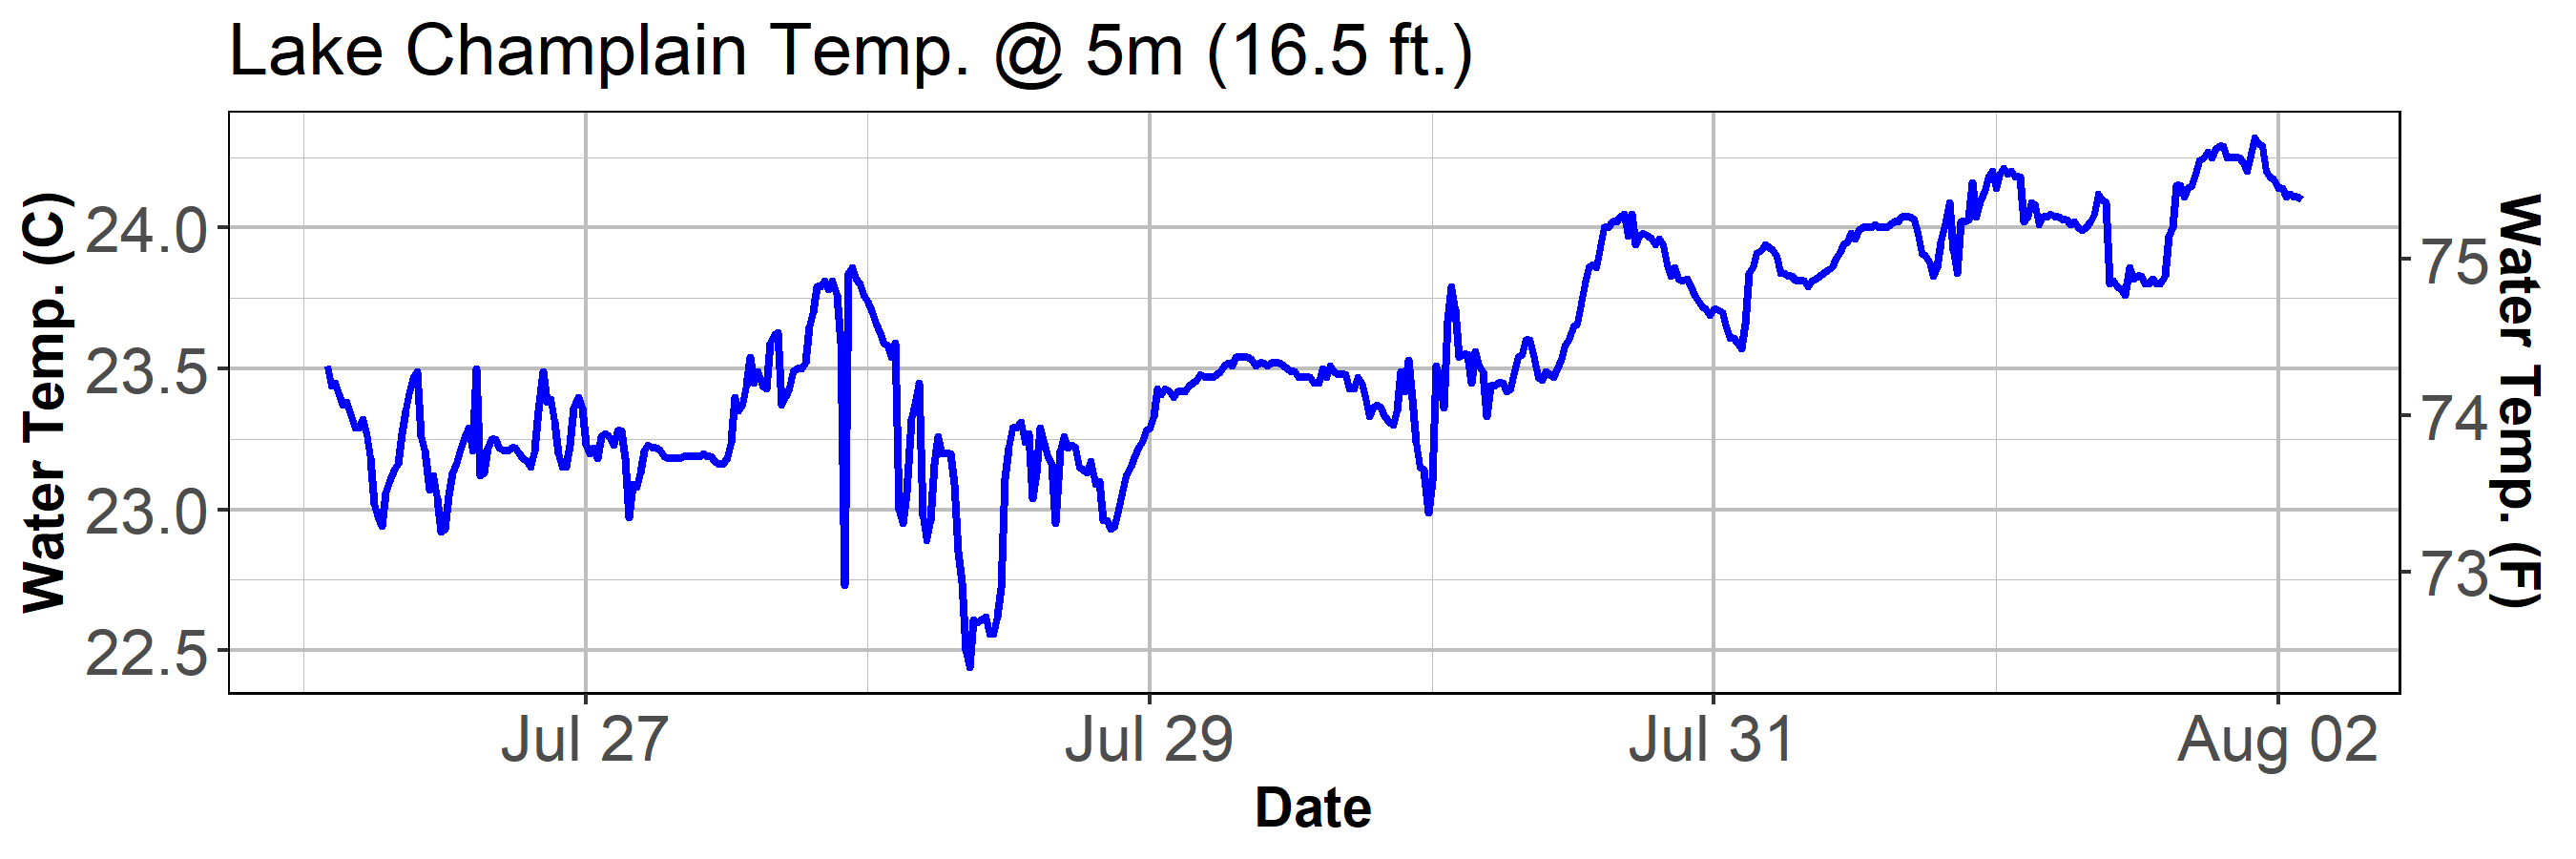 Lake Champlain Temp. @ 5m (16.5 ft.)
Water Temp. (C)
24.0
23.5
23.0
22.5
75
74
73
Water Temp. (F)
Jul 27 Jul 29 Jul 31 Aug 02
Date